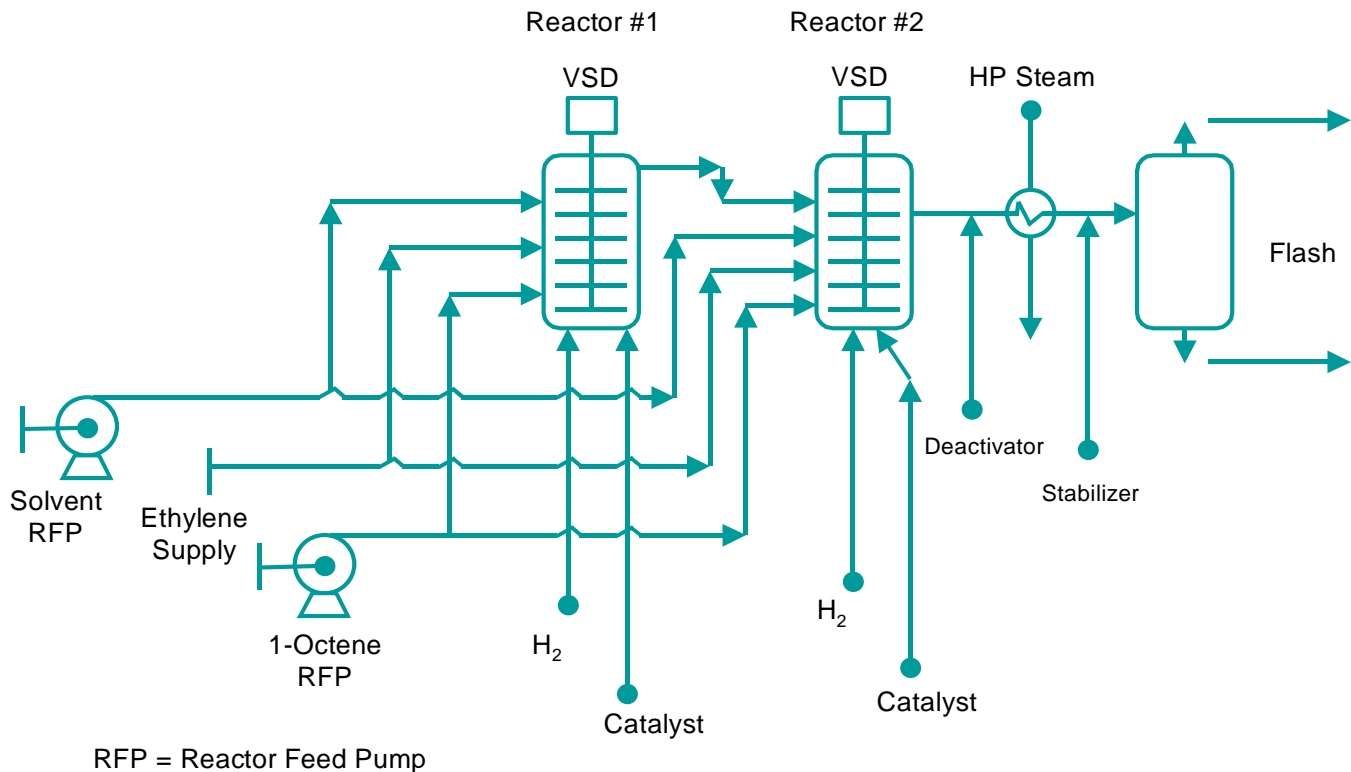 Reactor #1
Reactor #2
VSD
VSD
HP Steam
Flash
Deactivator
Stabilizer
Solvent
RFP
Ethylene
Supply
1-Octene
RFP
H₂
Catalyst
H₂
Catalyst
RFP = Reactor Feed Pump